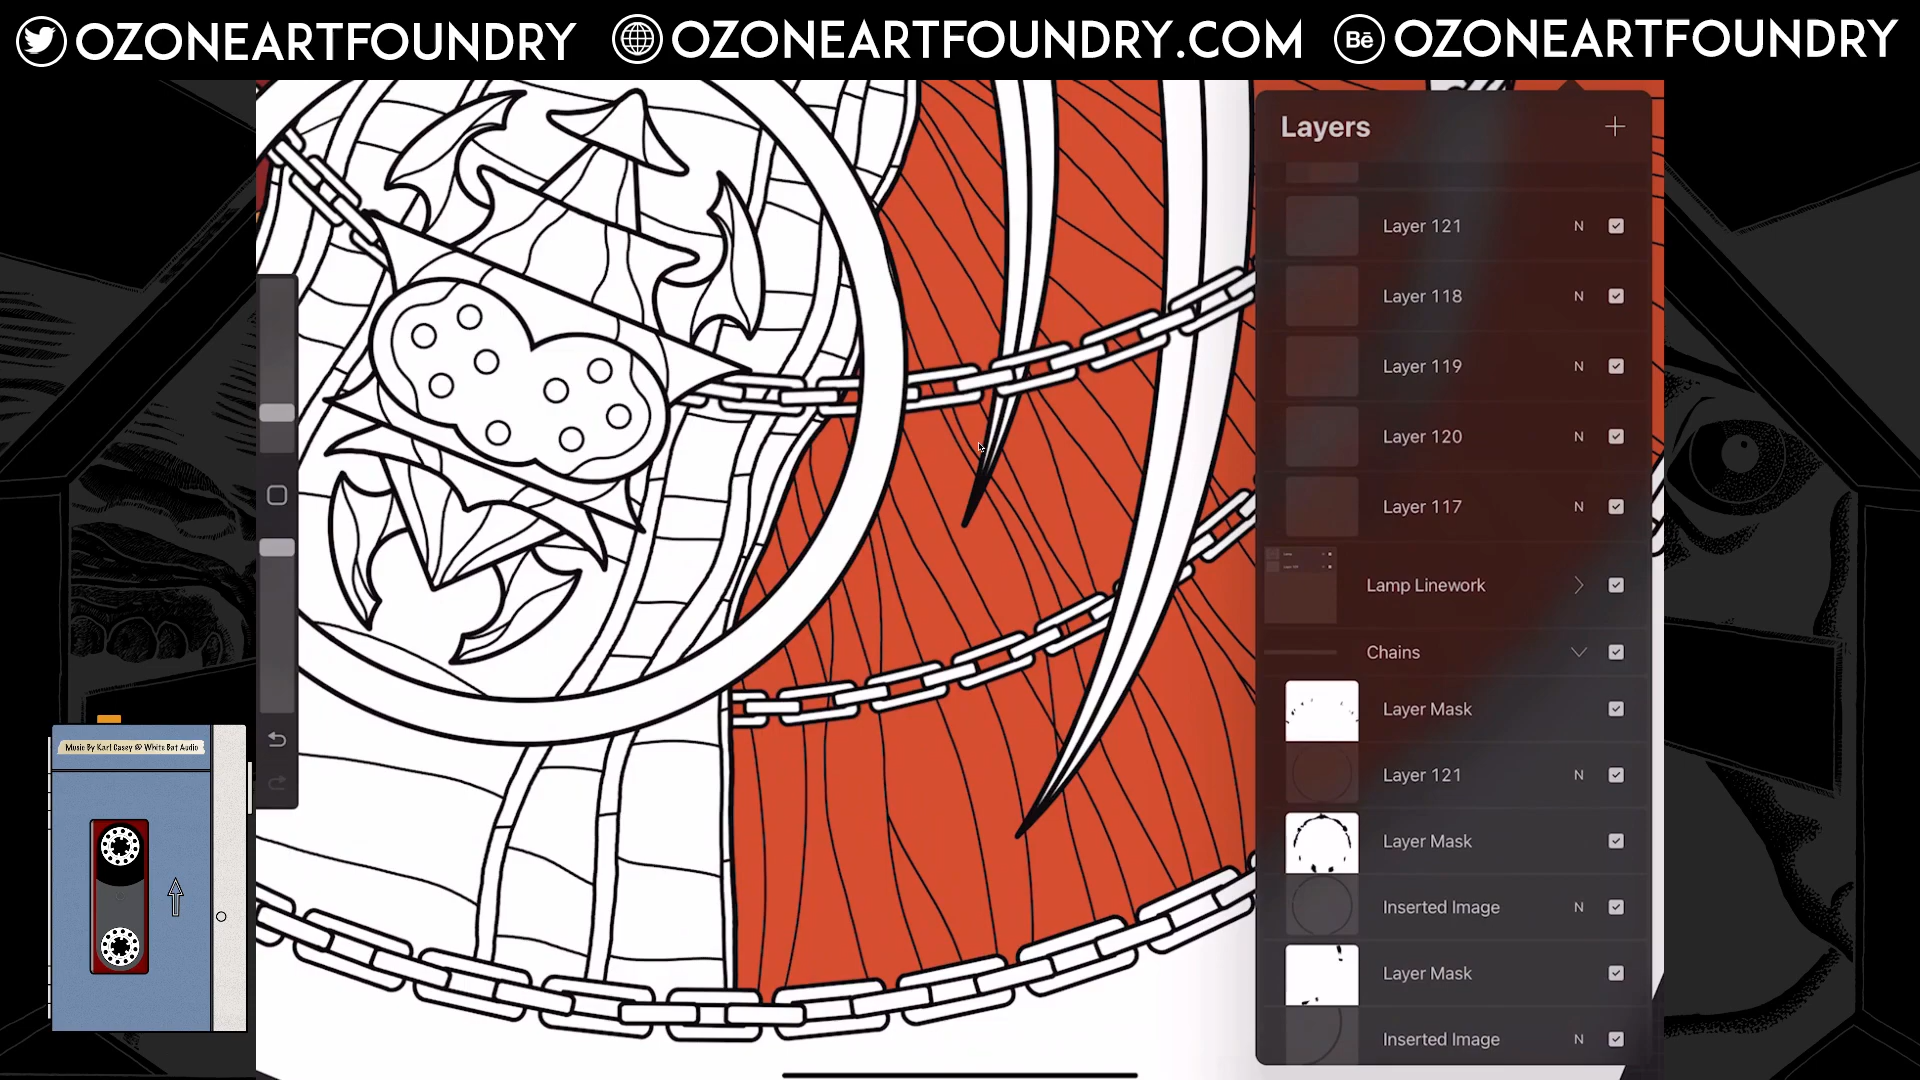 OZONEARTFOUNDRY
OZONEARTFOUNDRY.COM
Bē OZONEARTFOUNDRY
Layers
Layer 121 N
Layer 118 N
Layer 119 N
Layer 120 N
Layer 117 N
Lamp Linework
Chains
Layer Mask
Layer 121 N
Layer Mask
Inserted Image N
Layer Mask
Inserted Image N
Music By Karl Casey @ White Bat Audio